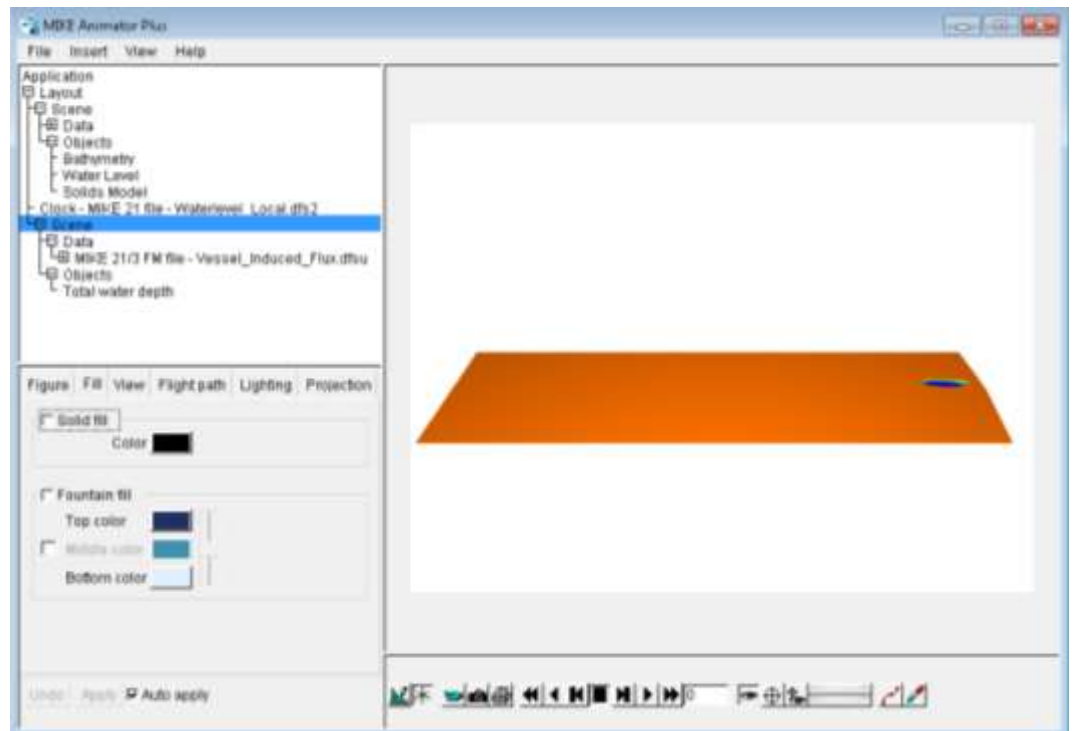 MIKE Animator Plus
File Insert View Help
Application
Layout
Scene
Data
Objects
Bathymetry
Water Level
Solids Model
Clock - MIKE 21 file - Waterlevel_Local.dfs2
Scene
Data
MIKE 21/3 FM file - Vessel_Induced_Flux.dfsu
Objects
Total water depth
Figure Fill View Flight path Lighting Projection
Solid fill
Color
Fountain fill
Top color
Middle color
Bottom color
Undo Apply Auto apply
0